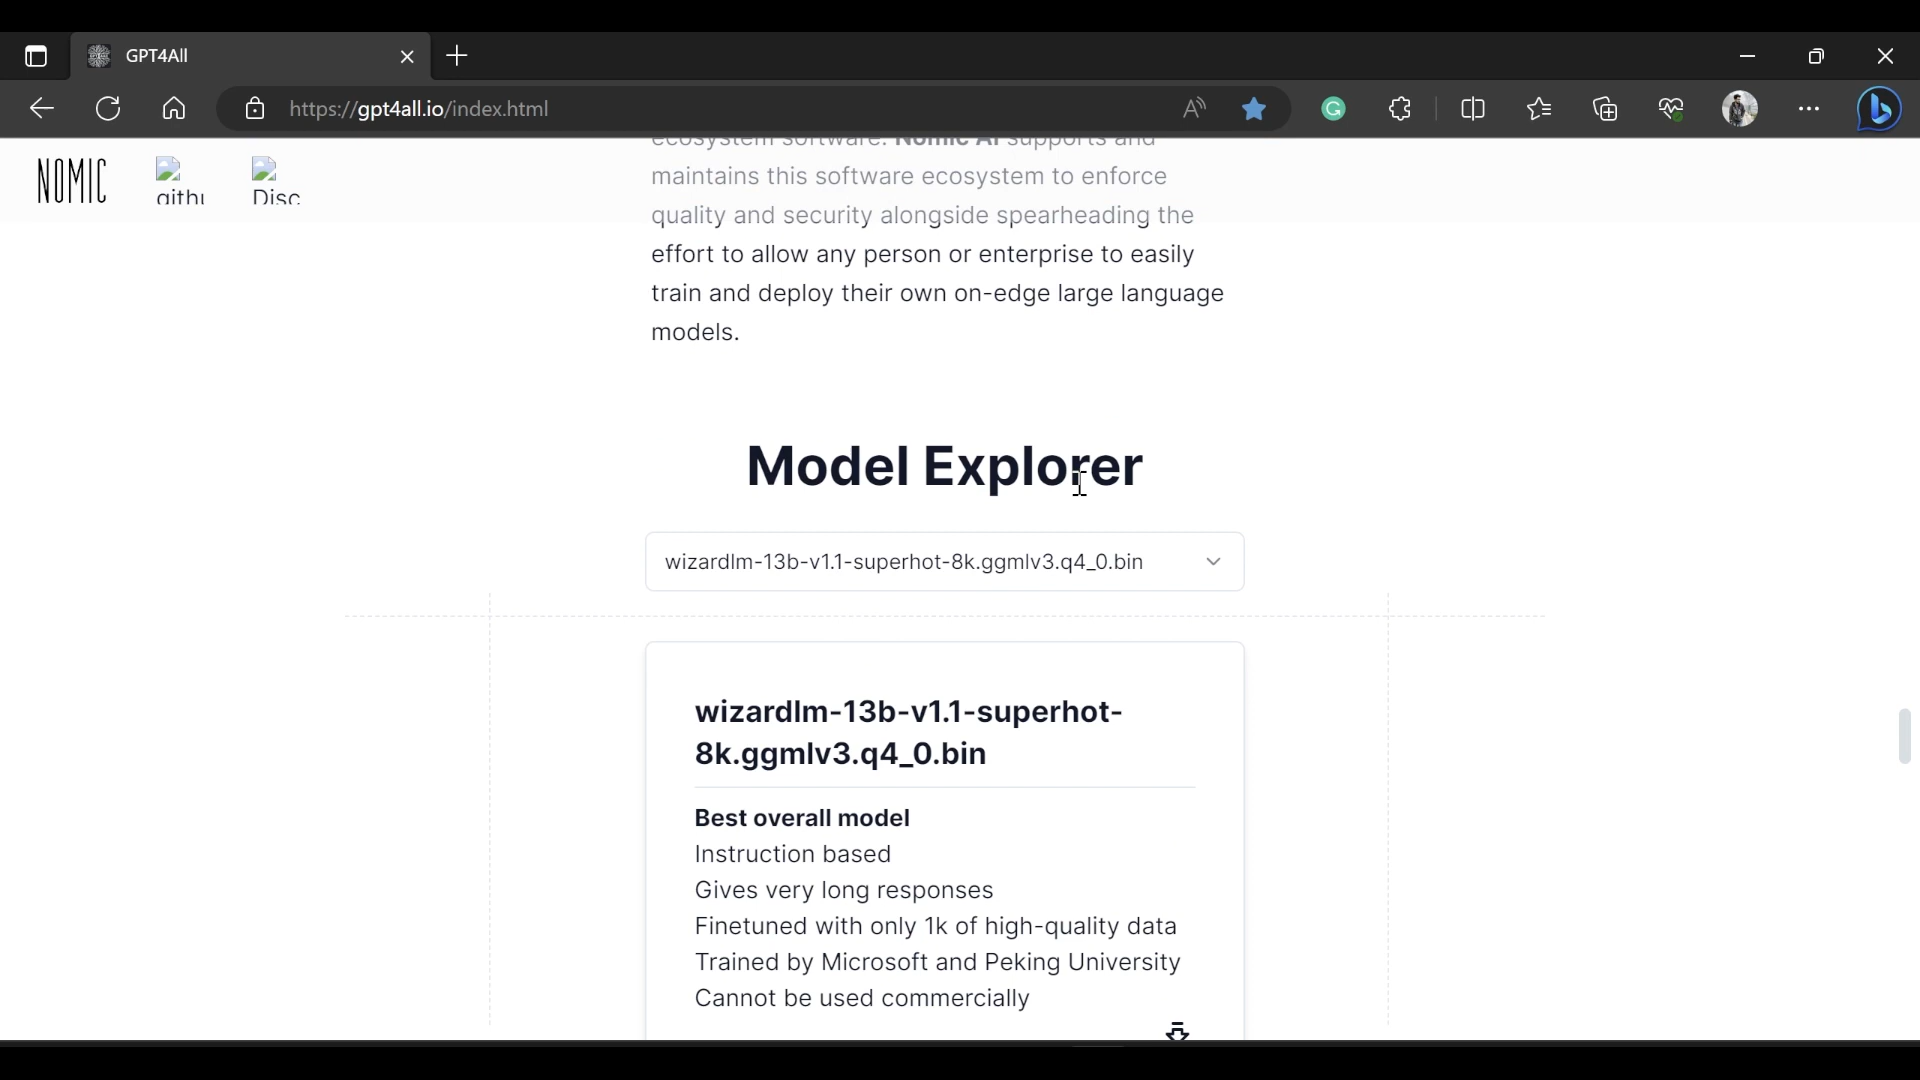 GPT4All
https://gpt4all.io/index.html
NOMIC
githu
Disc
ecosystem software. Nomic AI supports and
maintains this software ecosystem to enforce
quality and security alongside spearheading the
effort to allow any person or enterprise to easily
train and deploy their own on-edge large language
models.
Model Explorer
wizardlm-13b-v1.1-superhot-8k.ggmlv3.q4_0.bin
wizardlm-13b-v1.1-superhot-
8k.ggmlv3.q4_0.bin
Best overall model
Instruction based
Gives very long responses
Finetuned with only 1k of high-quality data
Trained by Microsoft and Peking University
Cannot be used commercially